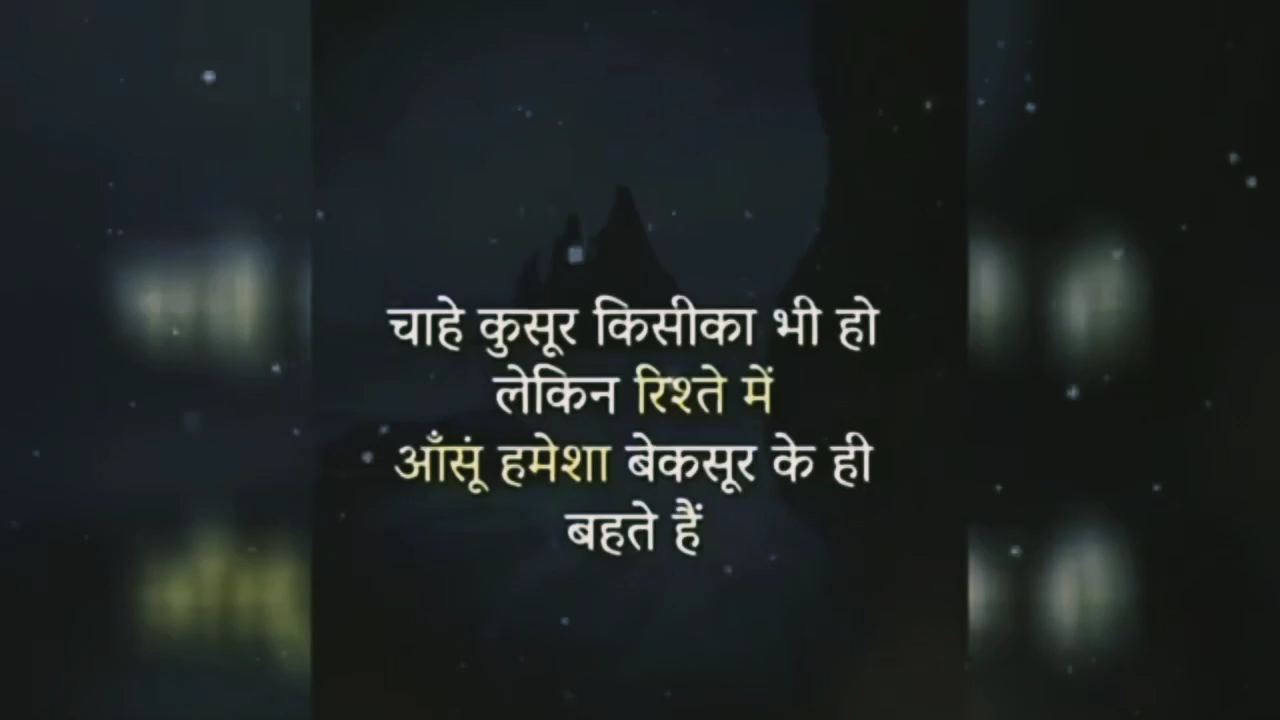 चाहे कुसूर किसीका भी हो
लेकिन रिश्ते में
आँसूं हमेशा बेकसूर के ही
बहते हैं